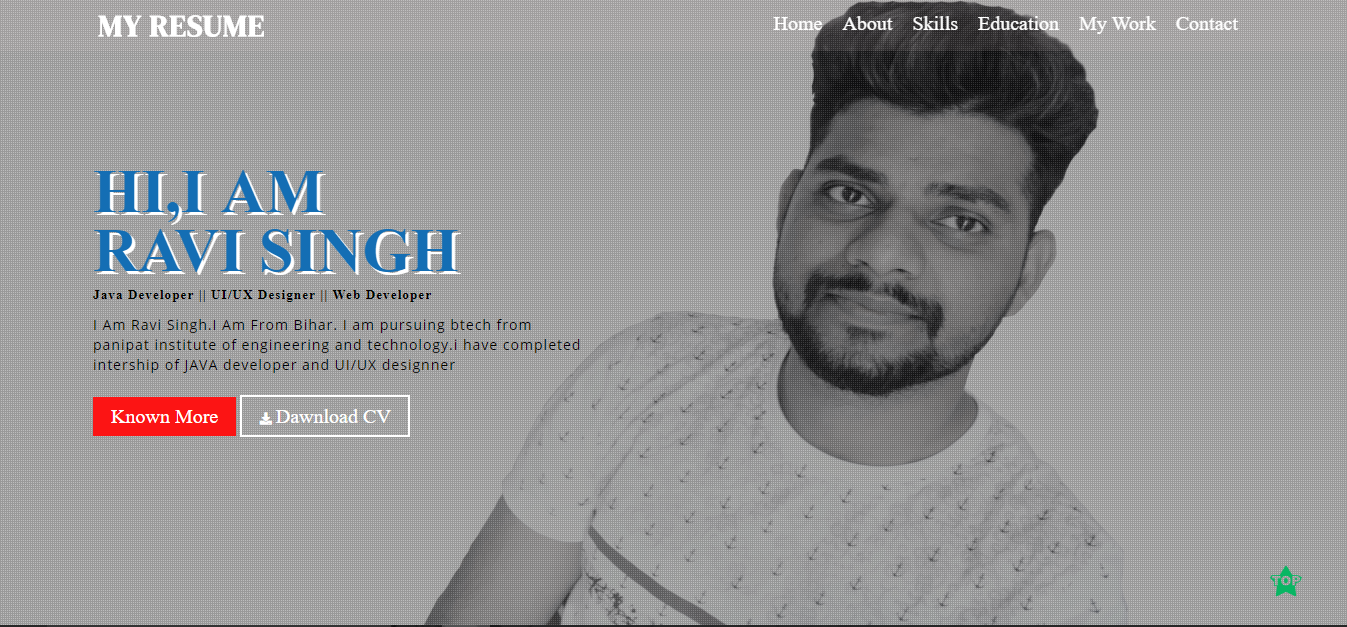 MY RESUME
Home About Skills Education My Work Contact
HI,I AM
RAVI SINGH
Java Developer || UI/UX Designer || Web Developer
I Am Ravi Singh.I Am From Bihar. I am pursuing btech from
panipat institute of engineering and technology.i have completed
intership of JAVA developer and UI/UX designner
Known More
Dawnload CV
TOP